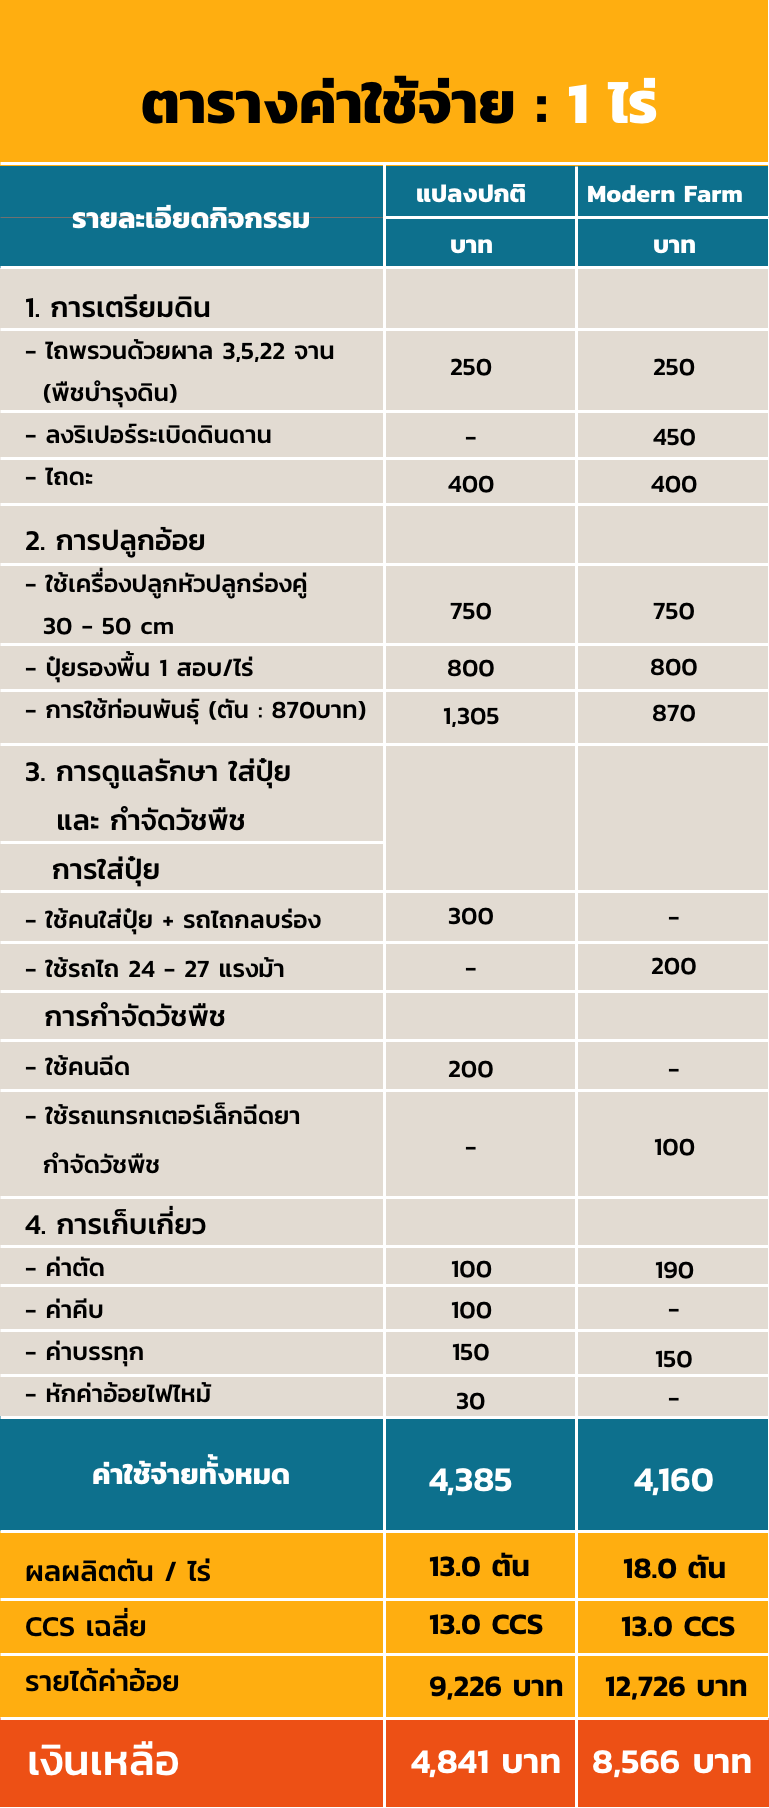 ตารางค่าใช้จ่าย : 1 ไร่
รายละเอียดกิจกรรม แปลงปกติ Modern Farm
บาท บาท
1. การเตรียมดิน
- ไถพรวนด้วยผาล 3,5,22 จาน 250 250
(พืชบำรุงดิน)
- ลงริเปอร์ระเบิดดินดาน - 450
- ไถดะ 400 400
2. การปลูกอ้อย
- ใช้เครื่องปลูกหัวปลูกร่องคู่ 750 750
30 - 50 cm
- ปุ๋ยรองพื้น 1 สอบ/ไร่ 800 800
- การใช้ท่อนพันธุ์ (ตัน : 870บาท) 1,305 870
3. การดูแลรักษา ใส่ปุ๋ย
และ กำจัดวัชพืช
การใส่ปุ๋ย
- ใช้คนใส่ปุ๋ย + รถไถกลบร่อง 300 -
- ใช้รถไถ 24 - 27 แรงม้า - 200
การกำจัดวัชพืช
- ใช้คนฉีด 200 -
- ใช้รถแทรกเตอร์เล็กฉีดยา - 100
กำจัดวัชพืช
4. การเก็บเกี่ยว
- ค่าตัด 100 190
- ค่าคีบ 100 -
- ค่าบรรทุก 150 150
- หักค่าอ้อยไฟไหม้ 30 -
ค่าใช้จ่ายทั้งหมด 4,385 4,160
ผลผลิตตัน / ไร่ 13.0 ตัน 18.0 ตัน
CCS เฉลี่ย 13.0 CCS 13.0 CCS
รายได้ค่าอ้อย 9,226 บาท 12,726 บาท
เงินเหลือ 4,841 บาท 8,566 บาท